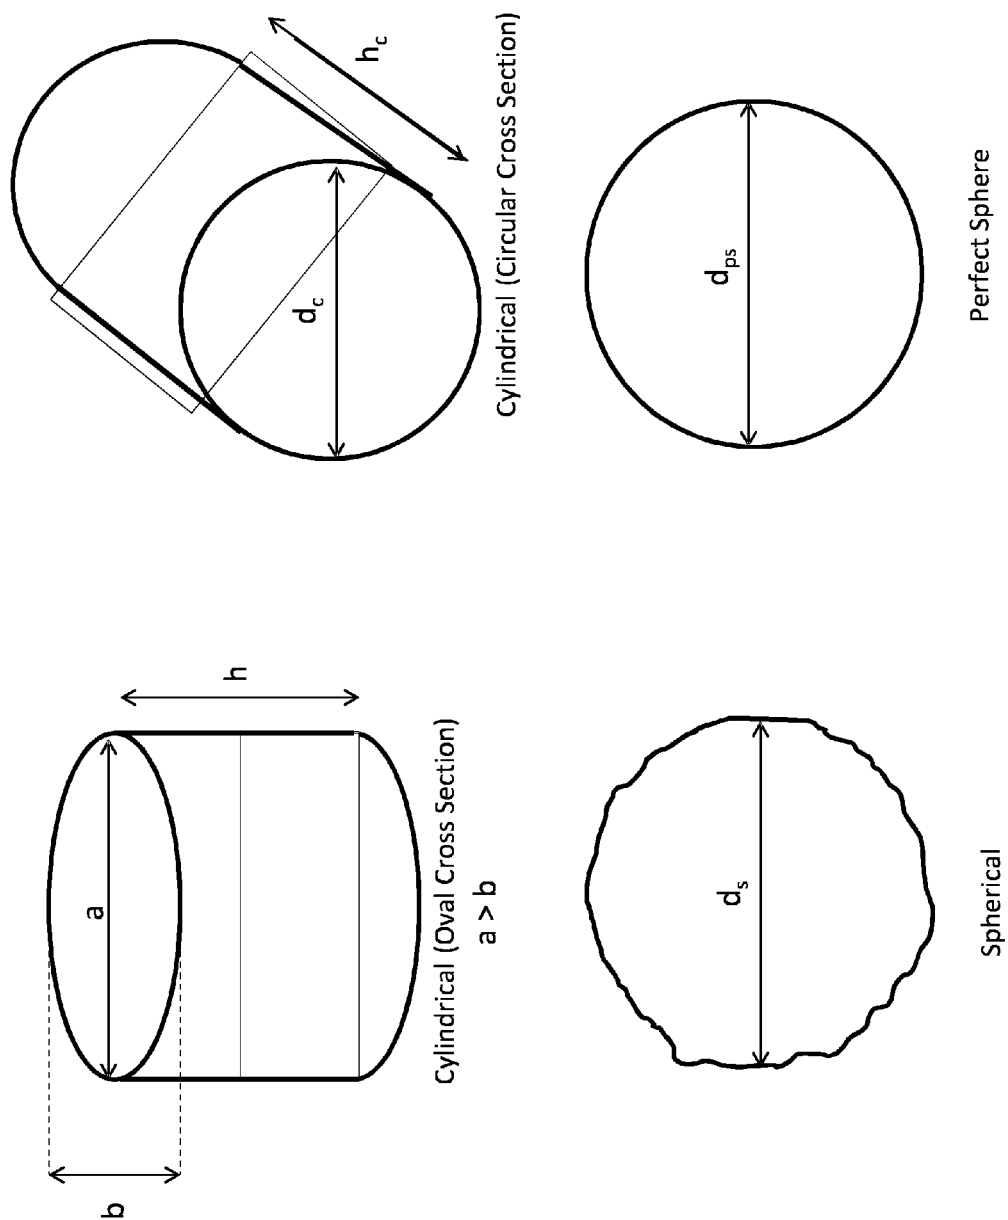 b
a
h
Cylindrical (Oval Cross Section)
a > b
d_c
h_c
Cylindrical (Circular Cross Section)
d_s
Spherical
d_ps
Perfect Sphere